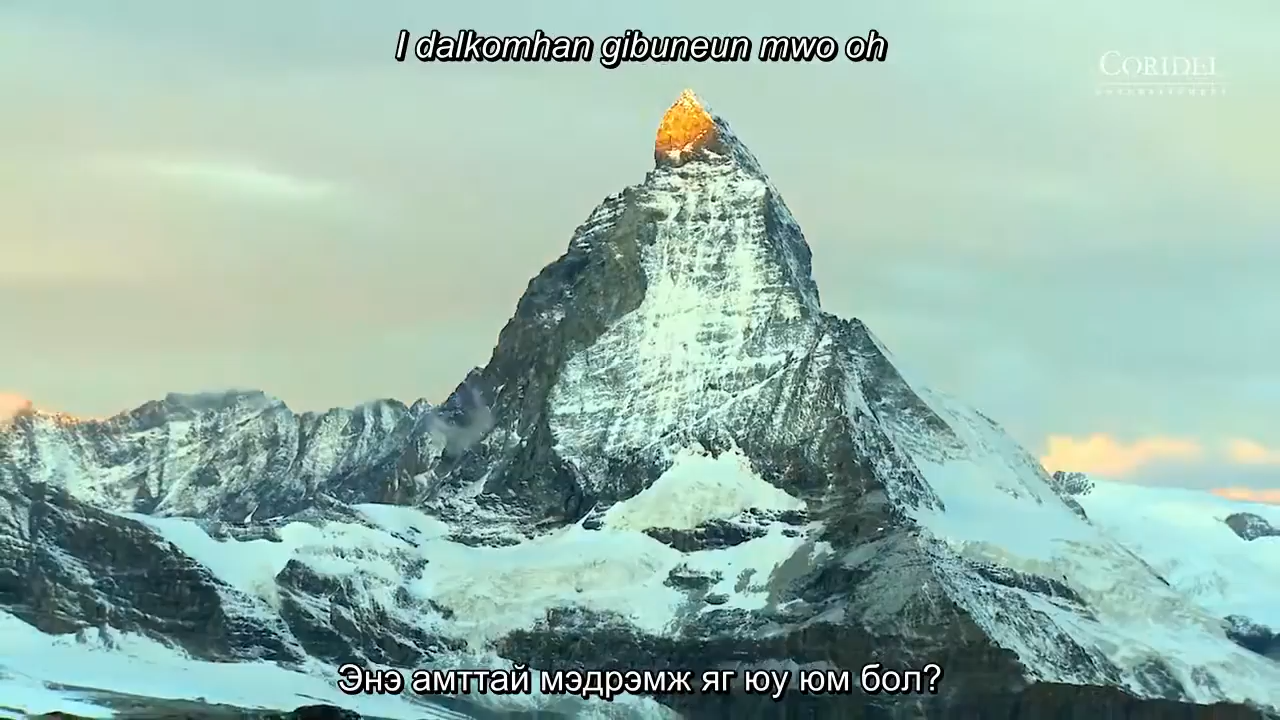 I dalkomhan gibuneun mwo oh
CORIDEL
Энэ амттай мэдрэмж яг юу юм бол?